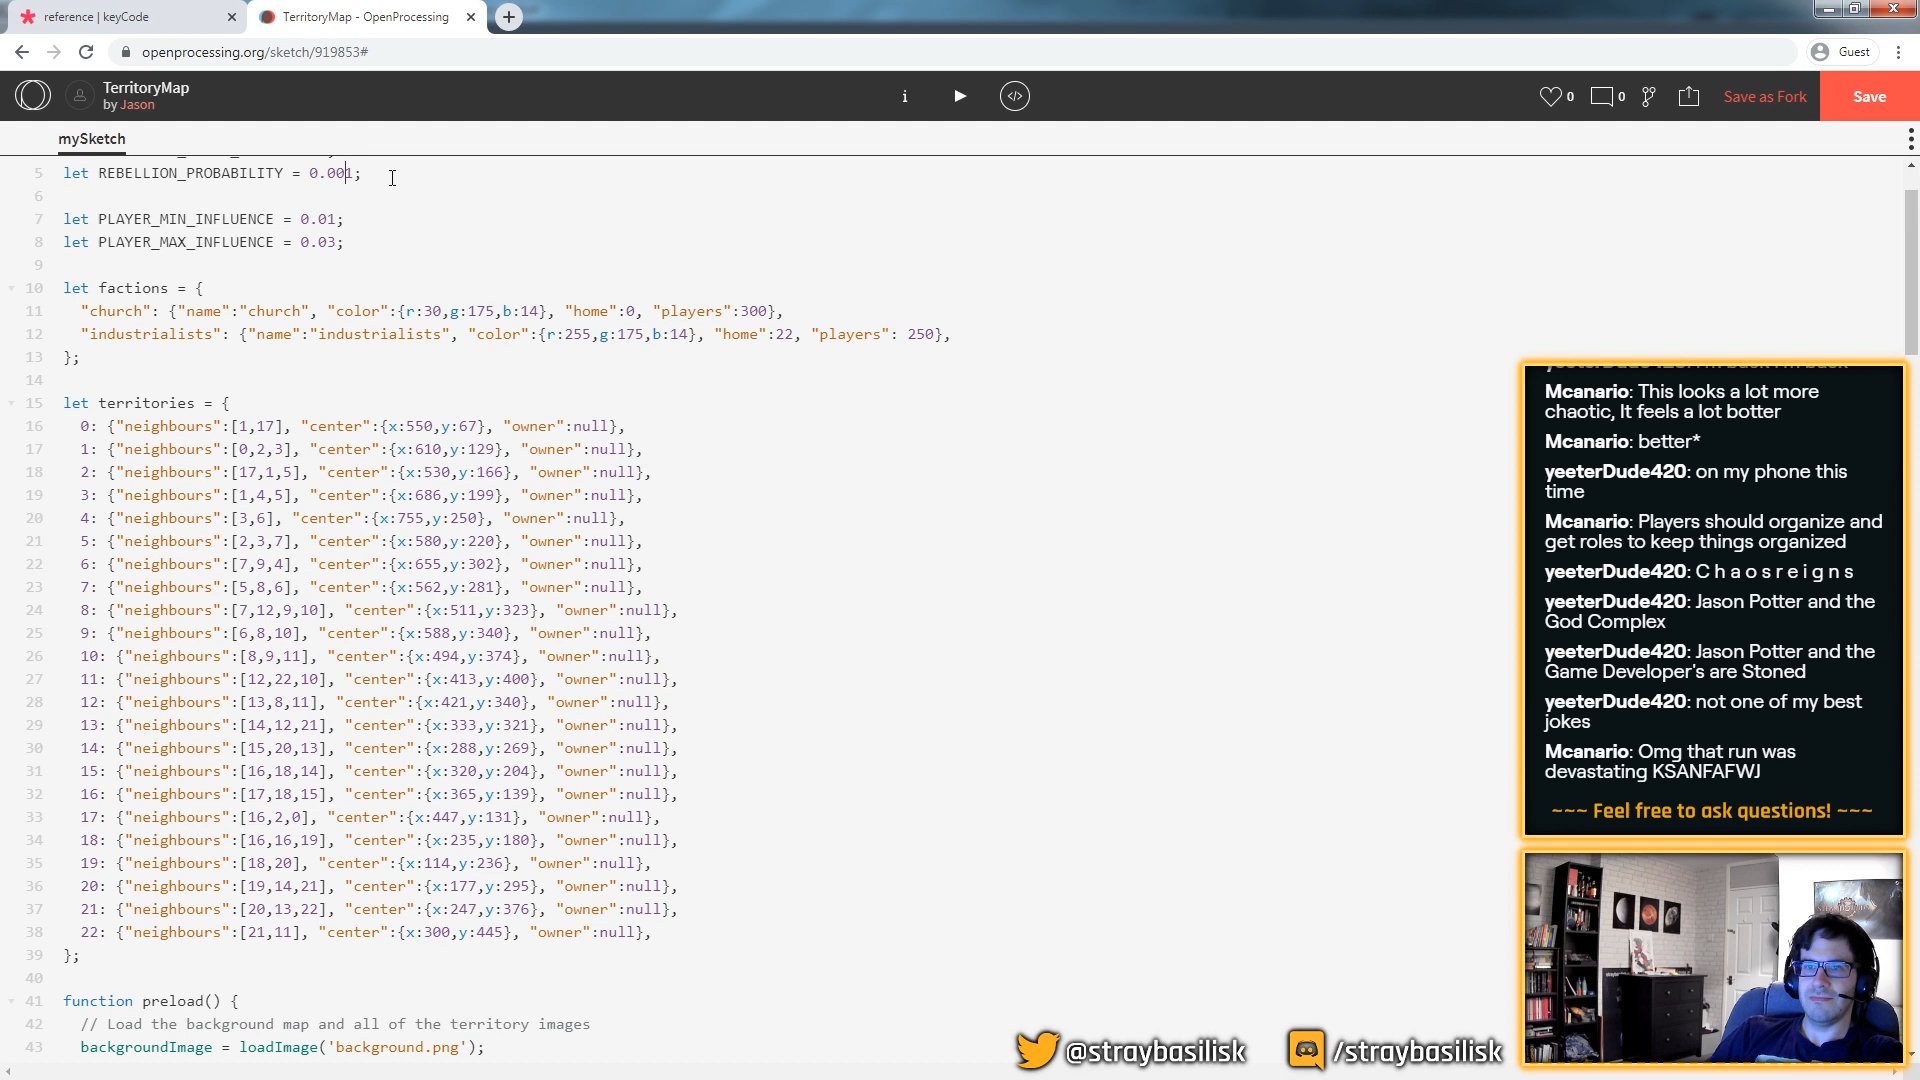 reference | keyCode
TerritoryMap - OpenProcessing
openprocessing.org/sketch/919853#
Guest
TerritoryMap
by Jason
0
0
Save as Fork
Save
mySketch
5 let REBELLION_PROBABILITY = 0.001;
6
7 let PLAYER_MIN_INFLUENCE = 0.01;
8 let PLAYER_MAX_INFLUENCE = 0.03;
9
10 let factions = {
11 "church": {"name":"church", "color":{r:30,g:175,b:14}, "home":0, "players":300},
12 "industrialists": {"name":"industrialists", "color":{r:255,g:175,b:14}, "home":22, "players": 250},
13 };
14
15 let territories = {
16 0: {"neighbours":[1,17], "center":{x:550,y:67}, "owner":null},
17 1: {"neighbours":[0,2,3], "center":{x:610,y:129}, "owner":null},
18 2: {"neighbours":[17,1,5], "center":{x:530,y:166}, "owner":null},
19 3: {"neighbours":[1,4,5], "center":{x:686,y:199}, "owner":null},
20 4: {"neighbours":[3,6], "center":{x:755,y:250}, "owner":null},
21 5: {"neighbours":[2,3,7], "center":{x:580,y:220}, "owner":null},
22 6: {"neighbours":[7,9,4], "center":{x:655,y:302}, "owner":null},
23 7: {"neighbours":[5,8,6], "center":{x:562,y:281}, "owner":null},
24 8: {"neighbours":[7,12,9,10], "center":{x:511,y:323}, "owner":null},
25 9: {"neighbours":[6,8,10], "center":{x:588,y:340}, "owner":null},
26 10: {"neighbours":[8,9,11], "center":{x:494,y:374}, "owner":null},
27 11: {"neighbours":[12,22,10], "center":{x:413,y:400}, "owner":null},
28 12: {"neighbours":[13,8,11], "center":{x:421,y:340}, "owner":null},
29 13: {"neighbours":[14,12,21], "center":{x:333,y:321}, "owner":null},
30 14: {"neighbours":[15,20,13], "center":{x:288,y:269}, "owner":null},
31 15: {"neighbours":[16,18,14], "center":{x:320,y:204}, "owner":null},
32 16: {"neighbours":[17,18,15], "center":{x:365,y:139}, "owner":null},
33 17: {"neighbours":[16,2,0], "center":{x:447,y:131}, "owner":null},
34 18: {"neighbours":[16,16,19], "center":{x:235,y:180}, "owner":null},
35 19: {"neighbours":[18,20], "center":{x:114,y:236}, "owner":null},
36 20: {"neighbours":[19,14,21], "center":{x:177,y:295}, "owner":null},
37 21: {"neighbours":[20,13,22], "center":{x:247,y:376}, "owner":null},
38 22: {"neighbours":[21,11], "center":{x:300,y:445}, "owner":null},
39 };
40
41 function preload() {
42 // Load the background map and all of the territory images
43 backgroundImage = loadImage('background.png');
Mcanario: This looks a lot more
chaotic, It feels a lot botter
Mcanario: better*
yeeterDude420: on my phone this
time
Mcanario: Players should organize and
get roles to keep things organized
yeeterDude420: C h a o s r e i g n s
yeeterDude420: Jason Potter and the
God Complex
yeeterDude420: Jason Potter and the
Game Developer's are Stoned
yeeterDude420: not one of my best
jokes
Mcanario: Omg that run was
devastating KSANFAFWJ
~~~ Feel free to ask questions! ~~~
@straybasilisk
/straybasilisk